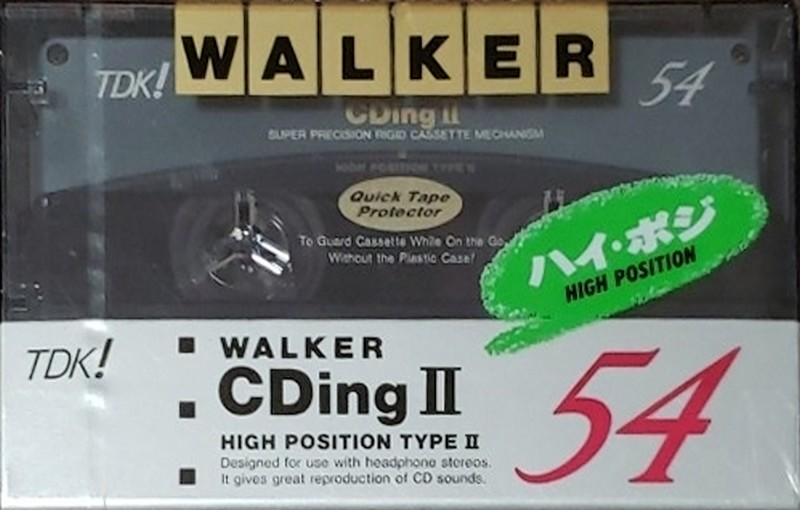 WALKER
TDK!
54
CDing II
SUPER PRECISION RIGID CASSETTE MECHANISM
HIGH POSITION TYPE II
Quick Tape
Protector
To Guard Cassette While On the Go
Without the Plastic Case!
ハイ・ポジ
HIGH POSITION
TDK!
WALKER
CDing II
HIGH POSITION TYPE II
Designed for use with headphone stereos.
It gives great reproduction of CD sounds.
54